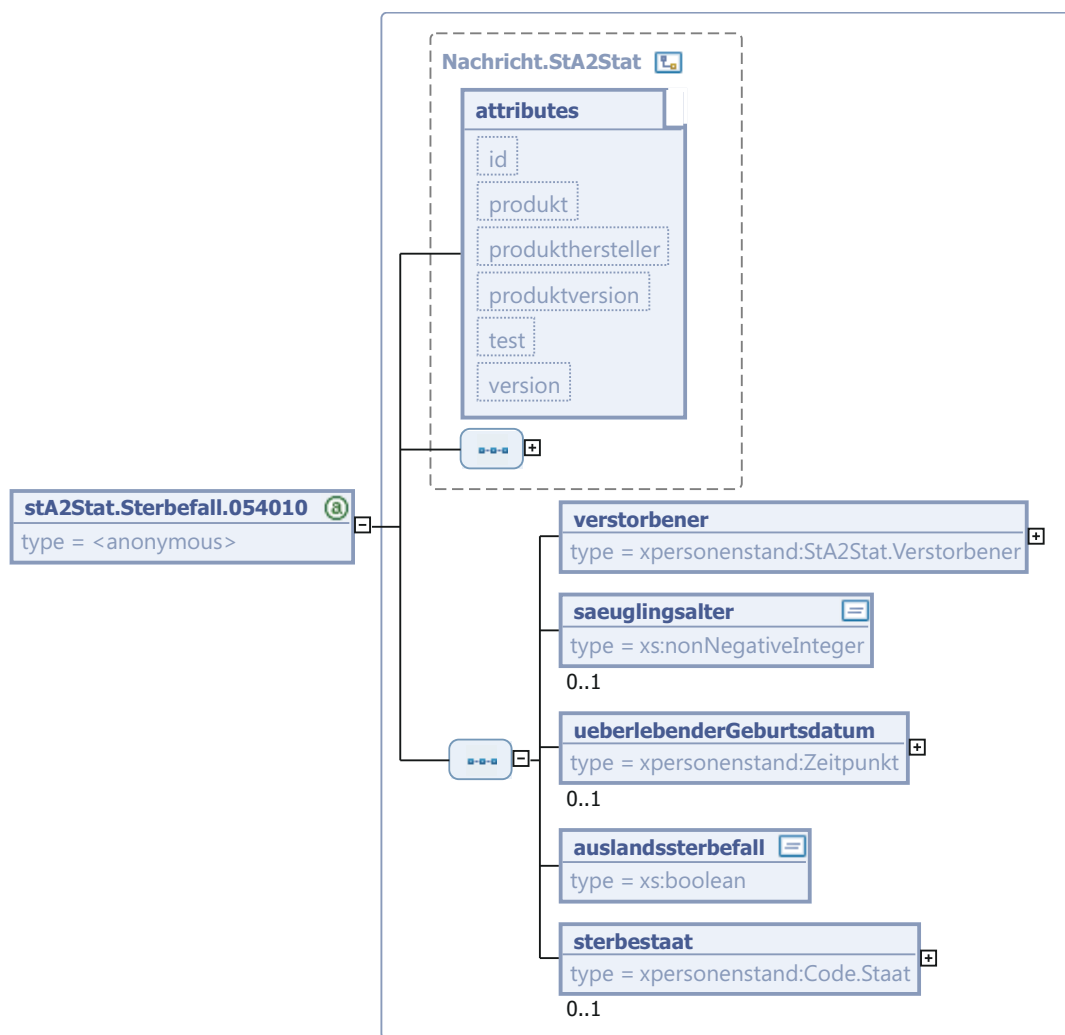 Nachricht.StA2Stat
attributes
id
produkt
produkthersteller
produktversion
test
version
stA2Stat.Sterbefall.054010
type = <anonymous>
verstorbener
type = xpersonenstand:StA2Stat.Verstorbener
saeuglingsalter
type = xs:nonNegativeInteger
0..1
ueberlebenderGeburtsdatum
type = xpersonenstand:Zeitpunkt
0..1
auslandssterbefall
type = xs:boolean
sterbestaat
type = xpersonenstand:Code.Staat
0..1